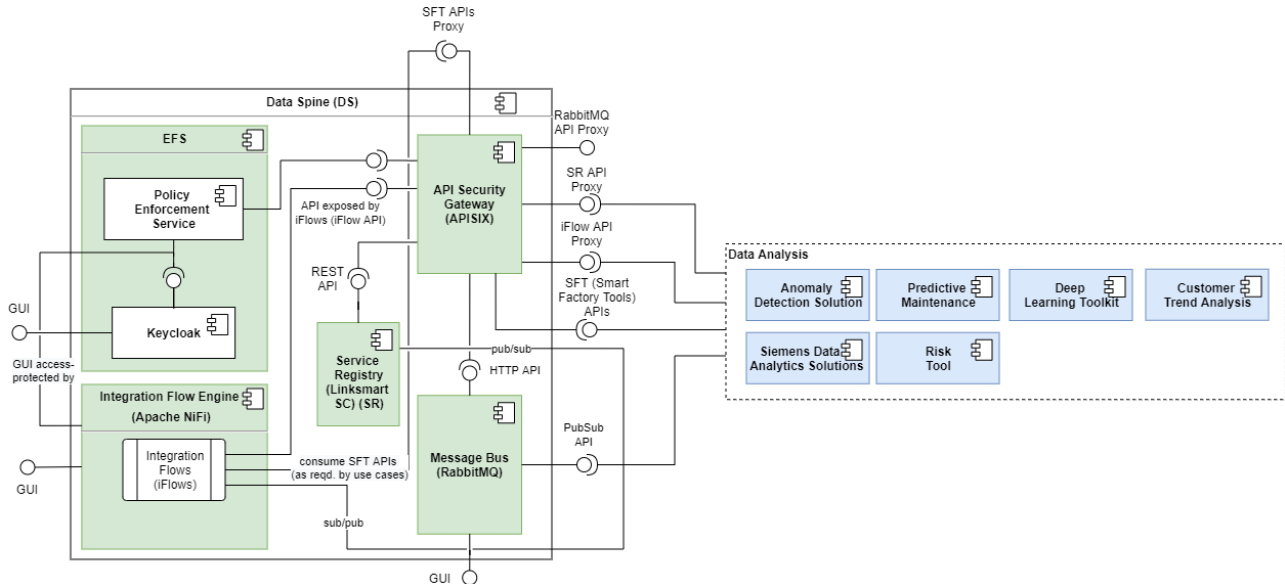 SFT APIs
Proxy
Data Spine (DS)
EFS
Policy
Enforcement
Service
Keycloak
GUI
GUI access-
protected by
Integration Flow Engine
(Apache NiFi)
Integration
Flows
(iFlows)
GUI
API exposed by
iFlows (iFlow API)
REST
API
Service
Registry
(Linksmart
SC) (SR)
consume SFT APIs
(as reqd. by use cases)
sub/pub
pub/sub
API Security
Gateway
(APISIX)
HTTP API
Message Bus
(RabbitMQ)
GUI
RabbitMQ
API Proxy
SR API
Proxy
iFlow API
Proxy
SFT (Smart
Factory Tools)
APIs
PubSub
API
Data Analysis
Anomaly
Detection Solution
Predictive
Maintenance
Deep
Learning Toolkit
Customer
Trend Analysis
Siemens Data
Analytics Solutions
Risk
Tool